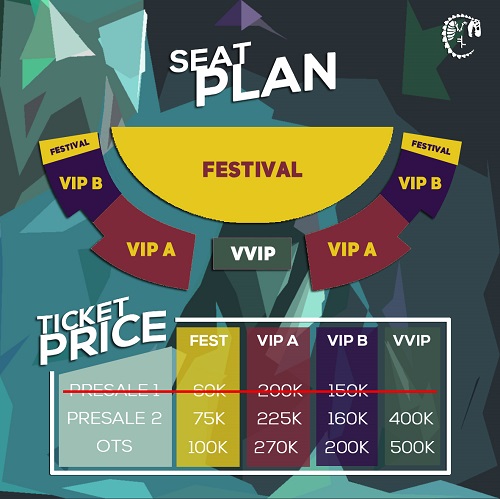 SEAT
PLAN
FESTIVAL
FESTIVAL
FESTIVAL
VIP B
VIP B
VIP A
VVIP
VIP A
TICKET
PRICE
FEST VIP A VIP B VVIP
PRESALE 1 60K 200K 150K
PRESALE 2 75K 225K 160K 400K
OTS 100K 270K 200K 500K